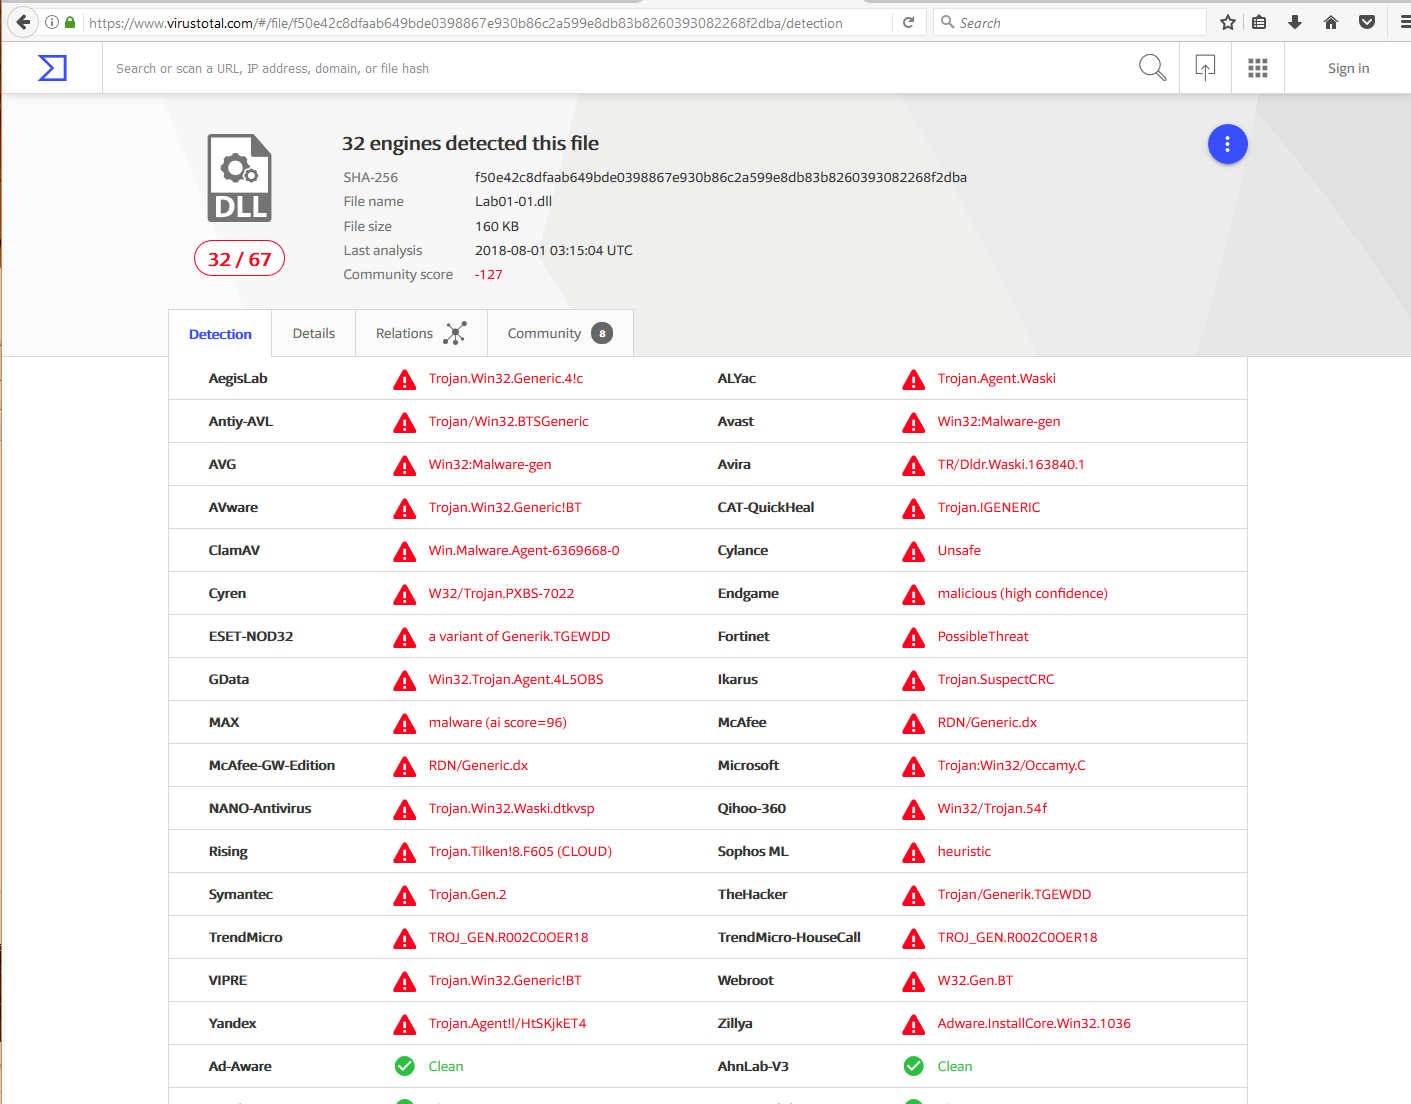 https://www.virustotal.com/#/file/f50e42c8dfaab649bde0398867e930b86c2a599e8db83b8260393082268f2dba/detection Search
Search or scan a URL, IP address, domain, or file hash Sign in
32 engines detected this file
SHA-256 f50e42c8dfaab649bde0398867e930b86c2a599e8db83b8260393082268f2dba
File name Lab01-01.dll
DLL
File size 160 KB
Last analysis 2018-08-01 03:15:04 UTC
32 / 67
Community score -127
Detection Details Relations Community 8
AegisLab Trojan.Win32.Generic.4!c ALYac Trojan.Agent.Waski
Antiy-AVL Trojan/Win32.BTSGeneric Avast Win32:Malware-gen
AVG Win32:Malware-gen Avira TR/Dldr.Waski.163840.1
AVware Trojan.Win32.Generic!BT CAT-QuickHeal Trojan.IGENERIC
ClamAV Win.Malware.Agent-6369668-0 Cylance Unsafe
Cyren W32/Trojan.PXBS-7022 Endgame malicious (high confidence)
ESET-NOD32 a variant of Generik.TGEWDD Fortinet PossibleThreat
GData Win32.Trojan.Agent.4L5OBS Ikarus Trojan.SuspectCRC
MAX malware (ai score=96) McAfee RDN/Generic.dx
McAfee-GW-Edition RDN/Generic.dx Microsoft Trojan:Win32/Occamy.C
NANO-Antivirus Trojan.Win32.Waski.dtkvsp Qihoo-360 Win32/Trojan.54f
Rising Trojan.Tilken!8.F605 (CLOUD) Sophos ML heuristic
Symantec Trojan.Gen.2 TheHacker Trojan/Generik.TGEWDD
TrendMicro TROJ_GEN.R002C0OER18 TrendMicro-HouseCall TROJ_GEN.R002C0OER18
VIPRE Trojan.Win32.Generic!BT Webroot W32.Gen.BT
Yandex Trojan.Agent!l/HtSKjkET4 Zillya Adware.InstallCore.Win32.1036
Ad-Aware Clean AhnLab-V3 Clean